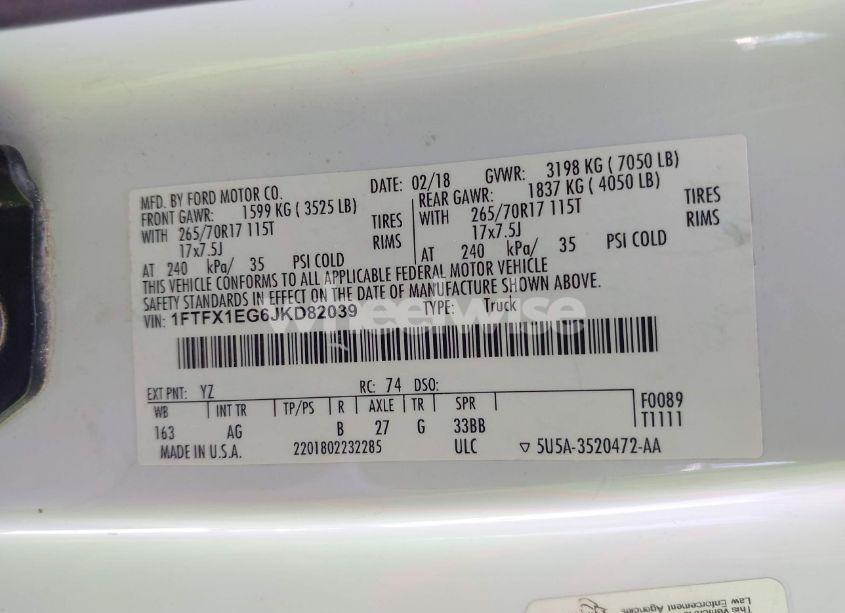 MFD. BY FORD MOTOR CO. DATE: 02/18 GVWR: 3198 KG ( 7050 LB)
FRONT GAWR: 1599 KG ( 3525 LB) REAR GAWR: 1837 KG ( 4050 LB)
WITH 265/70R17 115T TIRES WITH 265/70R17 115T TIRES
17x7.5J RIMS 17x7.5J RIMS
AT 240 kPa/ 35 PSI COLD AT 240 kPa/ 35 PSI COLD
THIS VEHICLE CONFORMS TO ALL APPLICABLE FEDERAL MOTOR VEHICLE
SAFETY STANDARDS IN EFFECT ON THE DATE OF MANUFACTURE SHOWN ABOVE.
VIN: 1FTFX1EG6JKD82039 TYPE: Truck
wheelwise
EXT PNT: YZ RC: 74 DSO:
WB INT TR TP/PS R AXLE TR SPR F0089
163 AG B 27 G 33BB T1111
MADE IN U.S.A. 2201802232285 ULC 5U5A-3520472-AA
This Vehicle
Law Enforcement Agencies